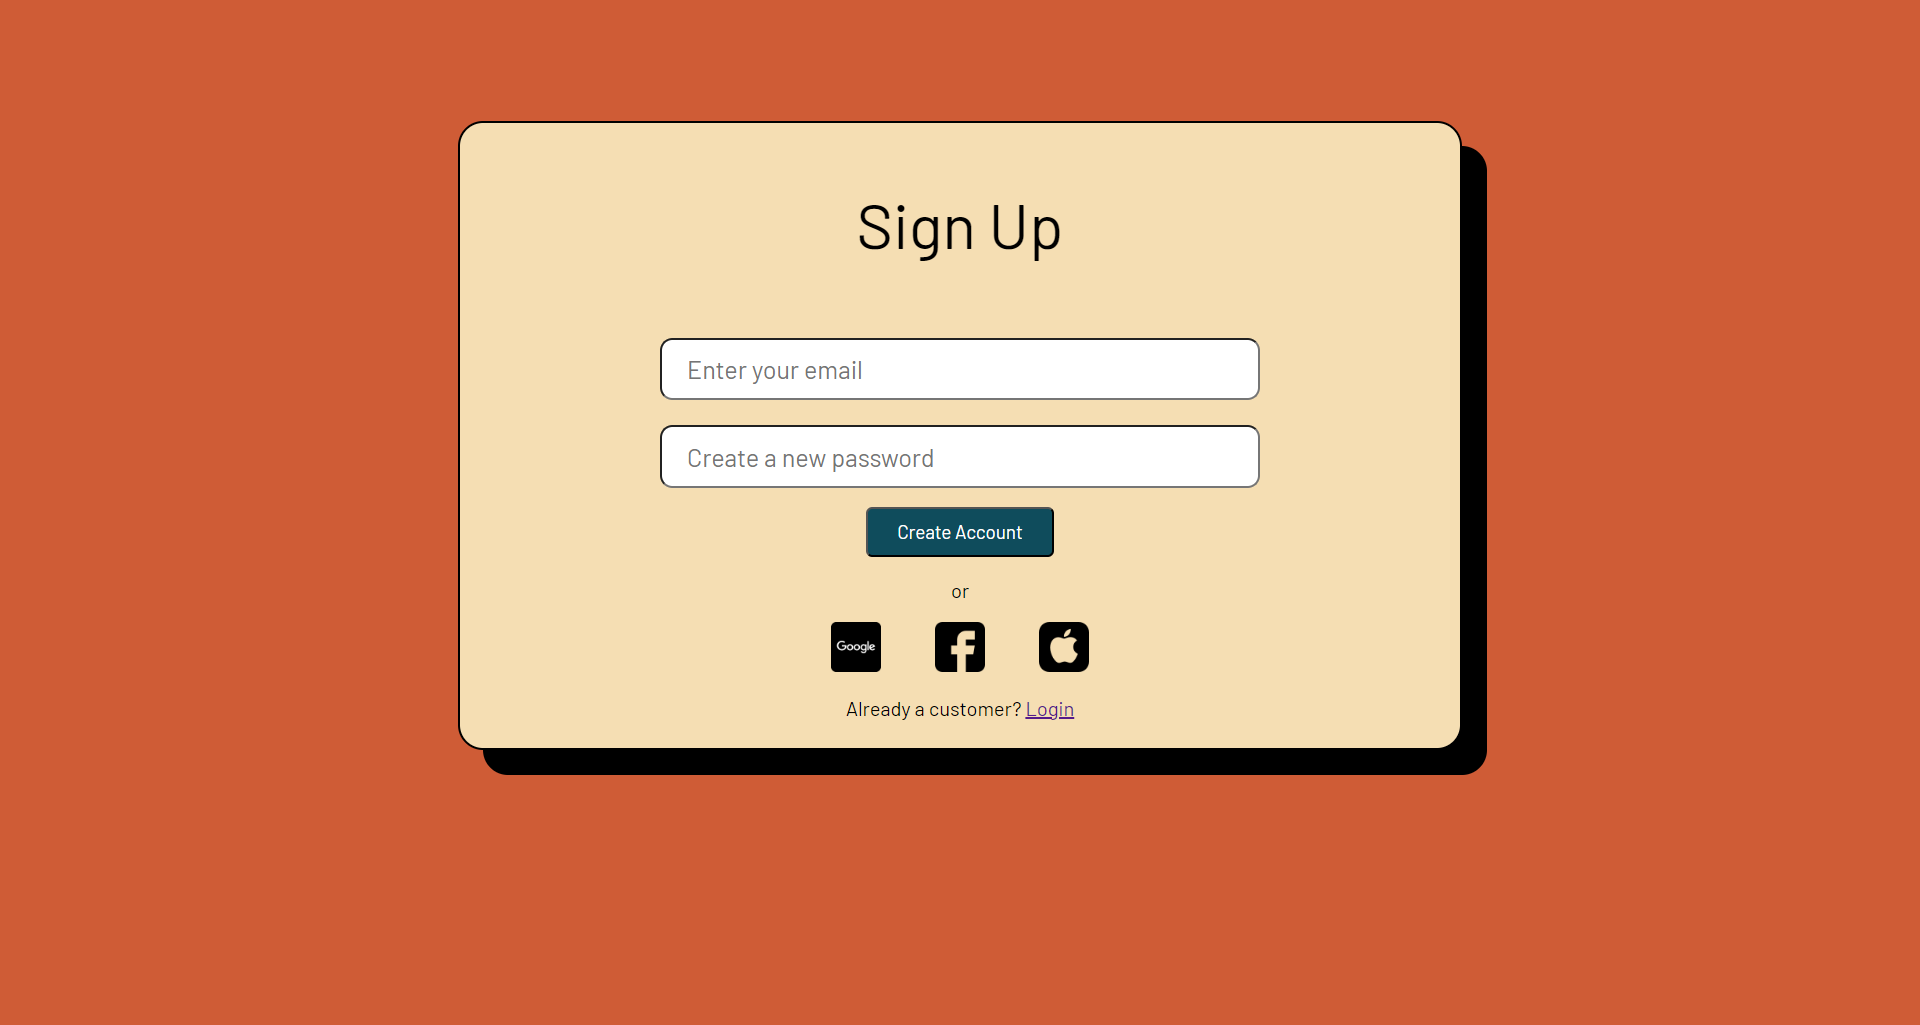 Sign Up
Enter your email
Create a new password
Create Account
or
Google
Already a customer? Login